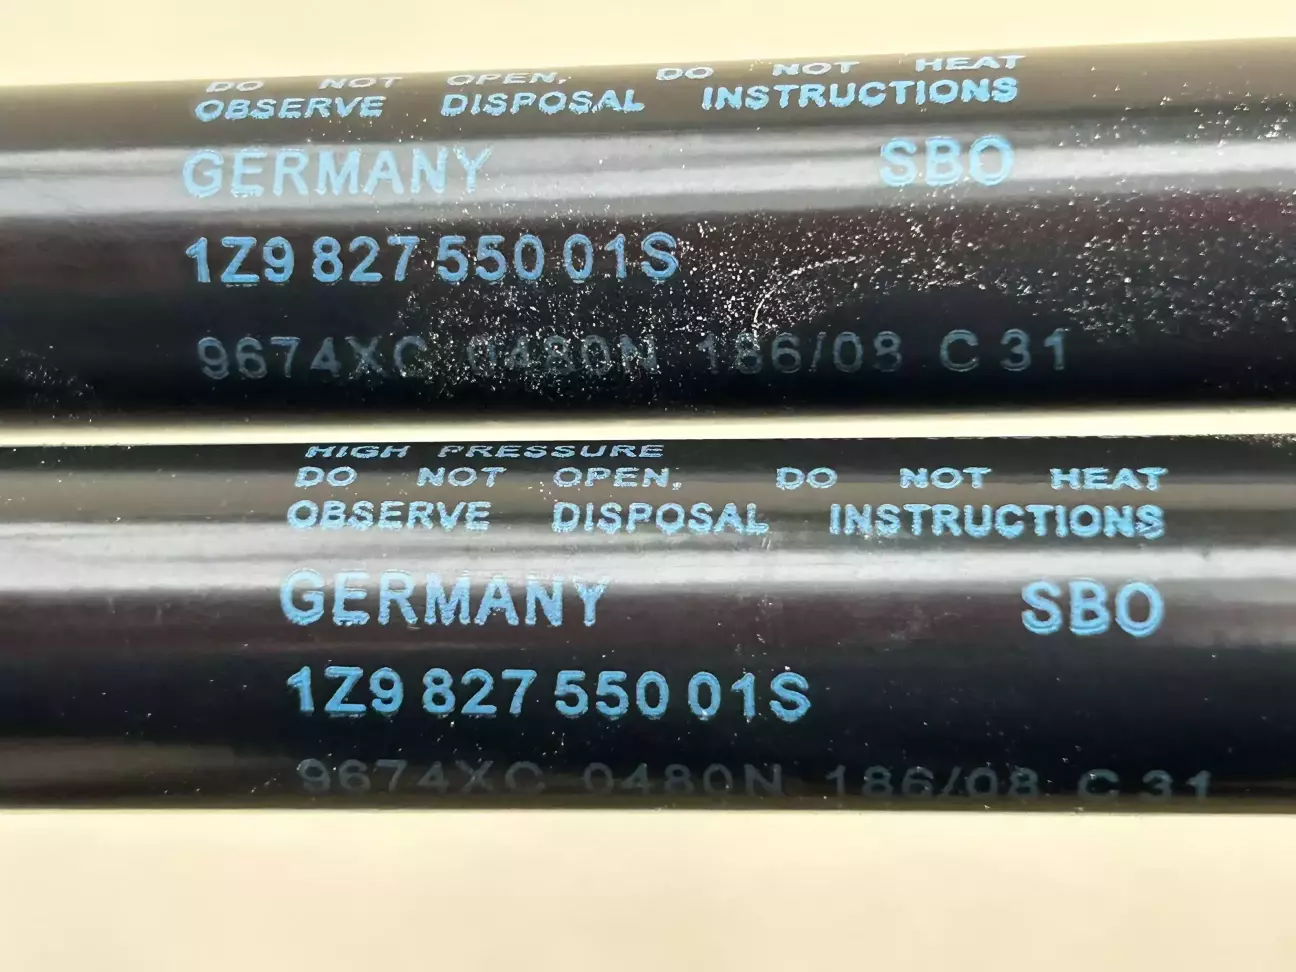 DO NOT OPEN, DO NOT HEAT
OBSERVE DISPOSAL INSTRUCTIONS
GERMANY SBO
1Z9 827 550 01S
9674XC 0480N 186/08 C 31
HIGH PRESSURE
DO NOT OPEN, DO NOT HEAT
OBSERVE DISPOSAL INSTRUCTIONS
GERMANY SBO
1Z9 827 550 01S
9674XC 0480N 186/08 C 31